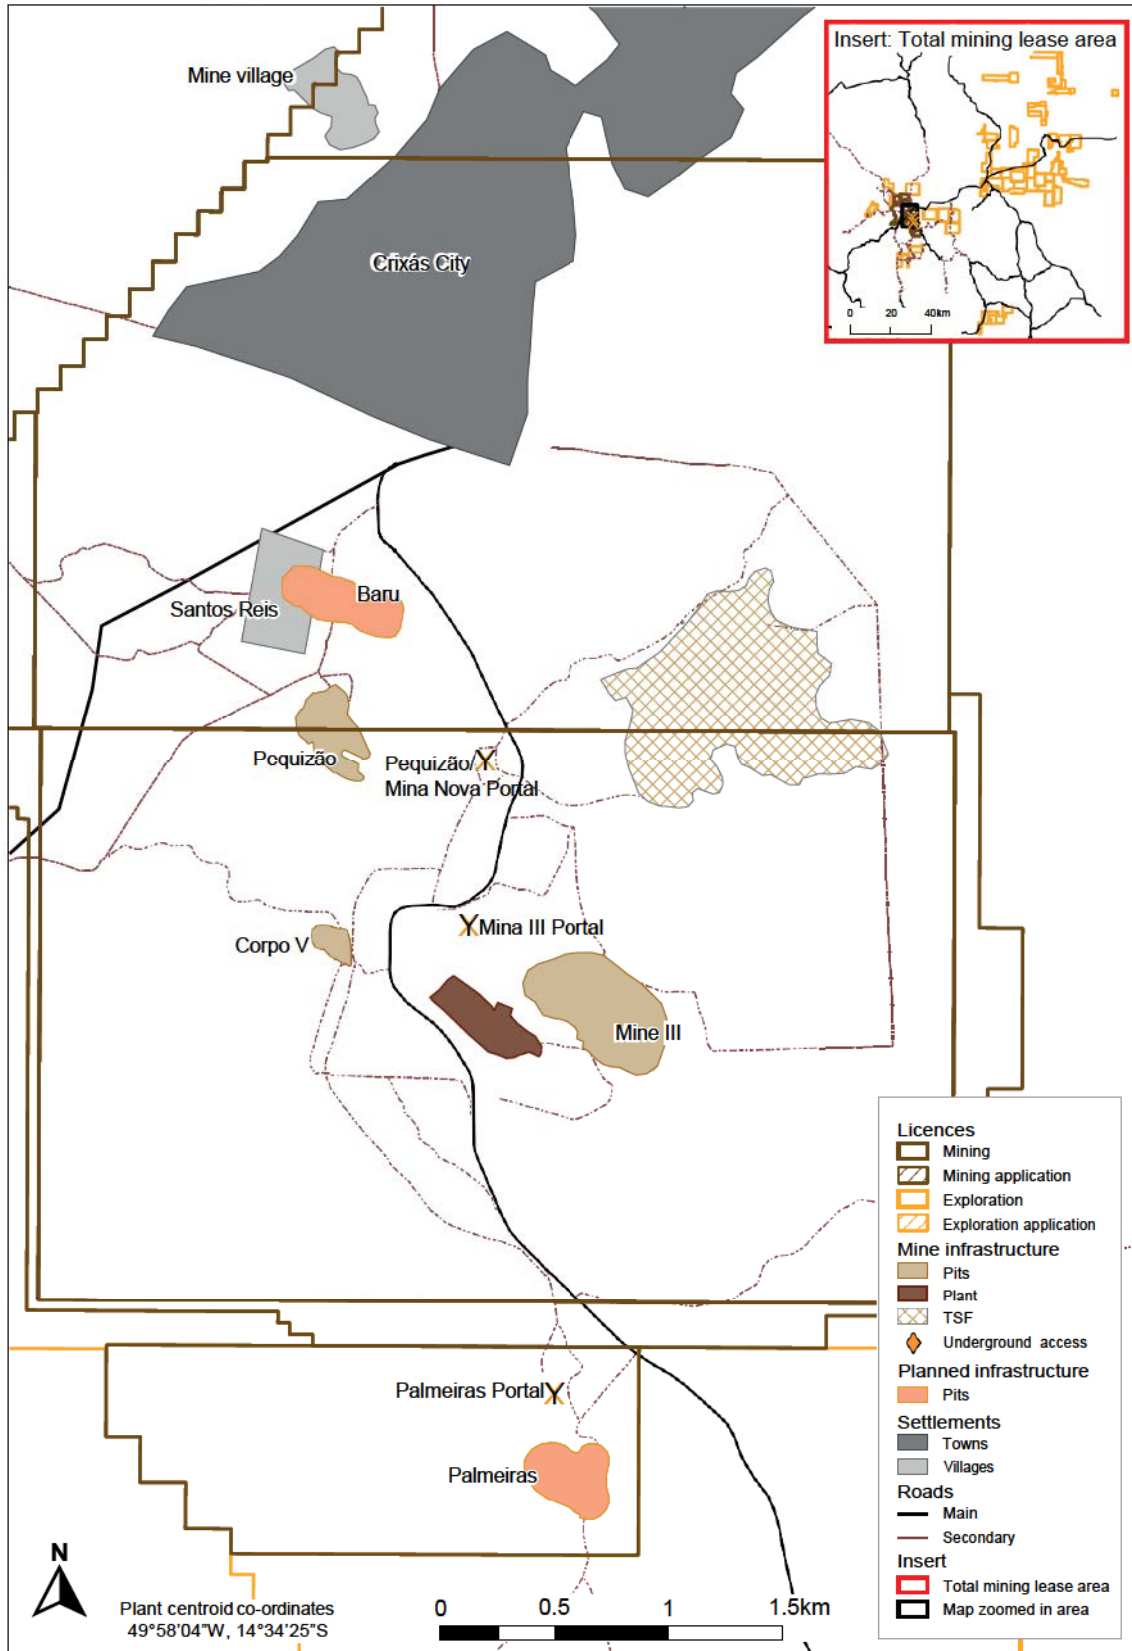 Insert: Total mining lease area
0 20 40km
Mine village
Crixás City
Baru
Santos Reis
Pequizão
Pequizão/
Mina Nova Portal
Mina III Portal
Corpo V
Mine III
Palmeiras Portal
Palmeiras
Licences
Mining
Mining application
Exploration
Exploration application
Mine infrastructure
Pits
Plant
TSF
Underground access
Planned infrastructure
Pits
Settlements
Towns
Villages
Roads
Main
Secondary
Insert
Total mining lease area
Map zoomed in area
N
Plant centroid co-ordinates
49°58'04"W, 14°34'25"S
0 0.5 1 1.5km